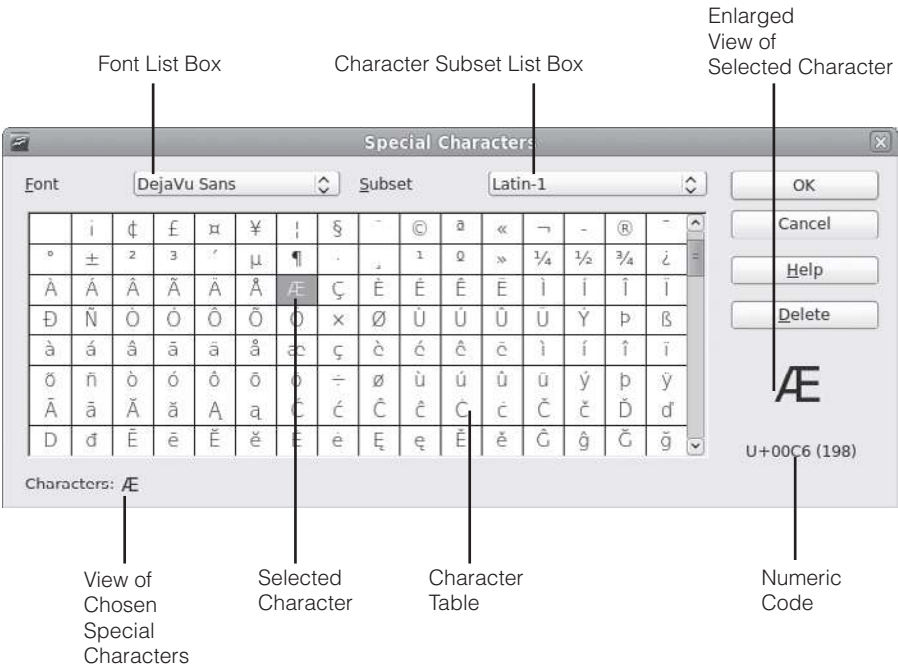 Enlarged
View of
Selected Character
Font List Box
Character Subset List Box
Special Characters
Font DejaVu Sans Subset Latin-1 OK
¡ ¢ £ ¤ ¥ ¦ § ¨ © ª « ¬ - ® ¯
Cancel
° ± ² ³ ´ µ ¶ · ¸ ¹ º » ¼ ½ ¾ ¿
Help
À Á Â Ã Ä Å Æ Ç È É Ê Ë Ì Í Î Ï
Ð Ñ Ò Ó Ô Õ Ö × Ø Ù Ú Û Ü Ý Þ ß
Delete
à á â ã ä å æ ç è é ê ë ì í î ï
ð ñ ò ó ô õ ö ÷ ø ù ú û ü ý þ ÿ
Ā ā Ă ă Ą ą Ć ć Ĉ ĉ Ċ ċ Č č Ď ď
Đ đ Ē ē Ĕ ĕ Ė ė Ę ę Ě ě Ĝ ĝ Ğ ğ
Æ
U+00C6 (198)
Characters: Æ
View of
Chosen
Special
Characters
Selected
Character
Character
Table
Numeric
Code